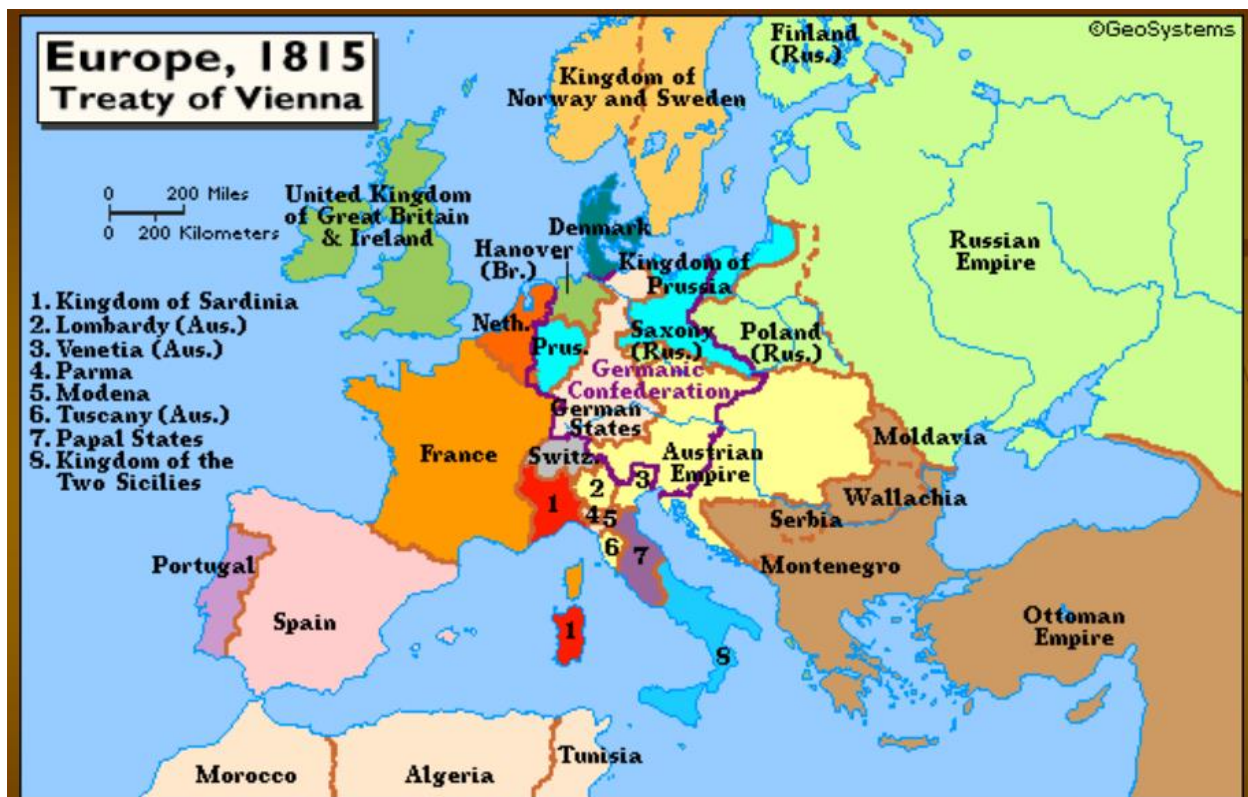 Europe, 1815
Treaty of Vienna
©GeoSystems
Finland
(Rus.)
Kingdom of
Norway and Sweden
0 200 Miles
0 200 Kilometers
United Kingdom
of Great Britain
& Ireland
Denmark
Hanover
(Br.)
Kingdom of
Prussia
Russian
Empire
1. Kingdom of Sardinia
2. Lombardy (Aus.)
3. Venetia (Aus.)
4. Parma
5. Modena
6. Tuscany (Aus.)
7. Papal States
8. Kingdom of the
Two Sicilies
Neth.
Prus.
Saxony
(Rus.)
Poland
(Rus.)
Germanic
Confederation
German
States
France
Switz.
Austrian
Empire
Moldavia
Wallachia
Serbia
Montenegro
1
2
3
4
5
6
7
8
1
Portugal
Spain
Ottoman
Empire
Morocco
Algeria
Tunisia